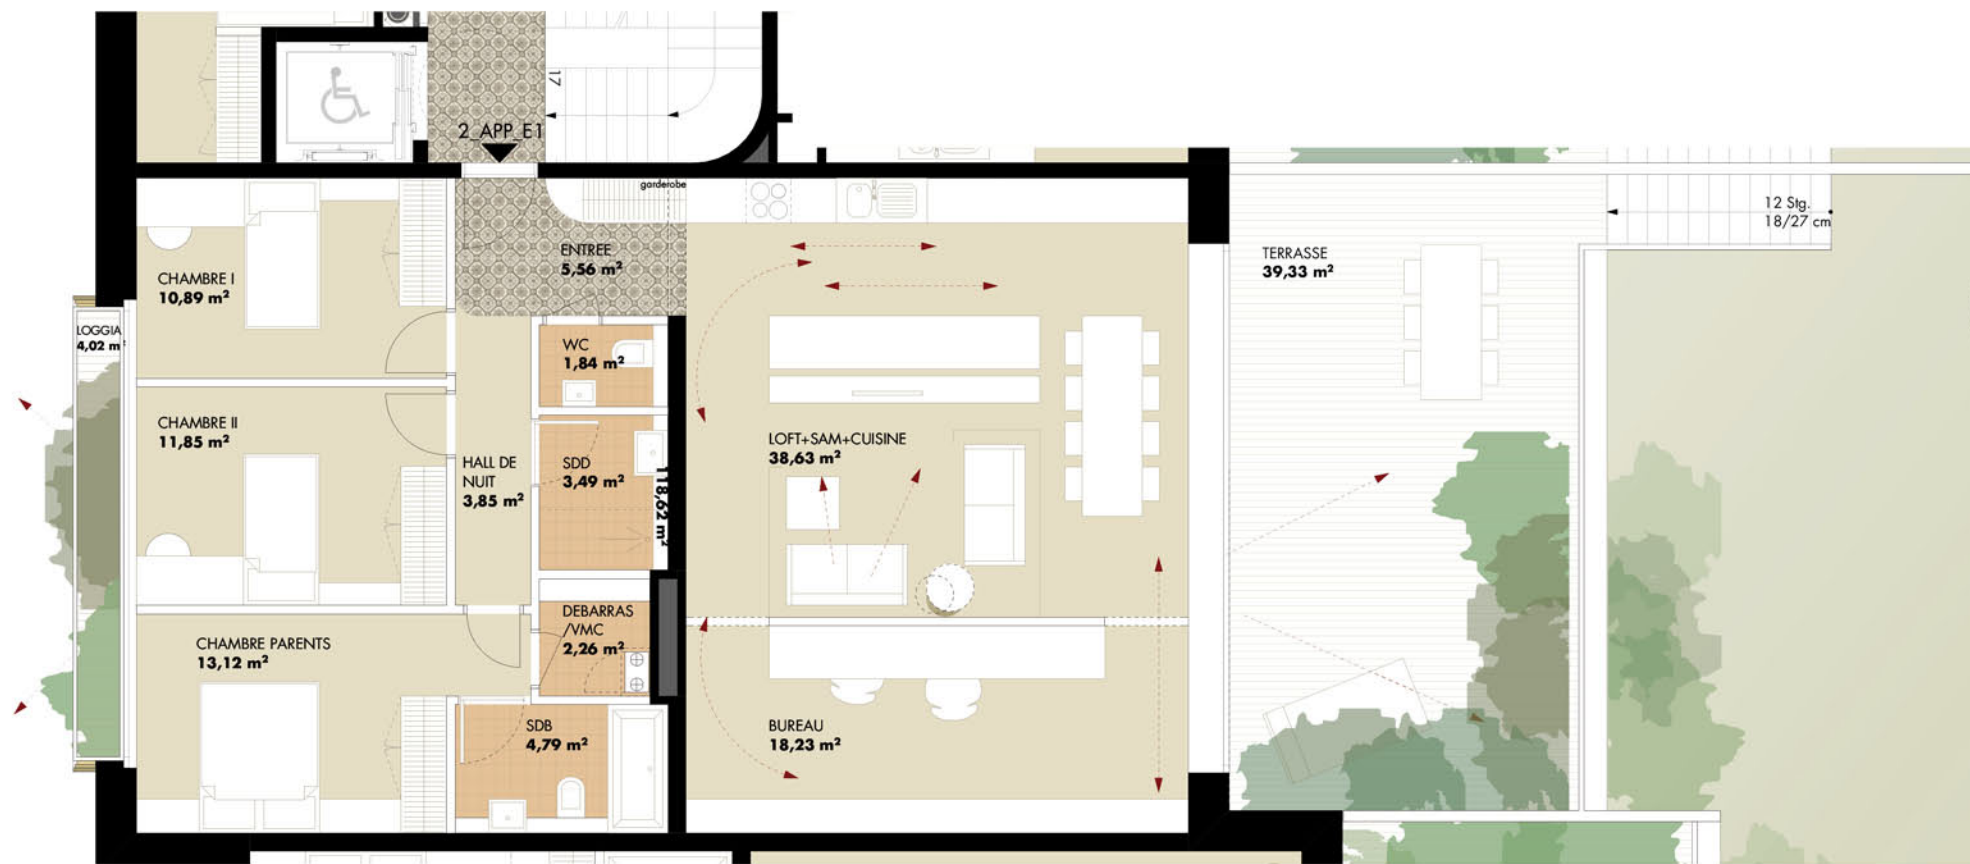 17
2_APP_E1
garderobe
12 Stg.
18/27 cm
ENTREE
5,56 m²
TERRASSE
39,33 m²
CHAMBRE I
10,89 m²
LOGGIA
4,02 m²
WC
1,84 m²
CHAMBRE II
11,85 m²
LOFT+SAM+CUISINE
38,63 m²
HALL DE
NUIT
3,85 m²
SDD
3,49 m²
118,62 m²
DEBARRAS
/VMC
2,26 m²
CHAMBRE PARENTS
13,12 m²
SDB
4,79 m²
BUREAU
18,23 m²